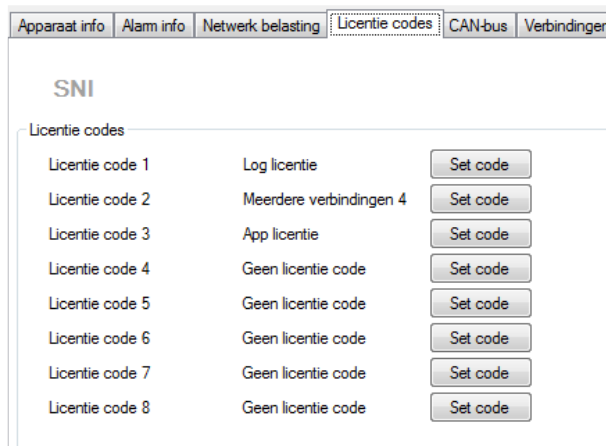 Apparaat info Alarm info Netwerk belasting Licentie codes CAN-bus Verbindingen
SNI
Licentie codes
Licentie code 1 Log licentie Set code
Licentie code 2 Meerdere verbindingen 4 Set code
Licentie code 3 App licentie Set code
Licentie code 4 Geen licentie code Set code
Licentie code 5 Geen licentie code Set code
Licentie code 6 Geen licentie code Set code
Licentie code 7 Geen licentie code Set code
Licentie code 8 Geen licentie code Set code